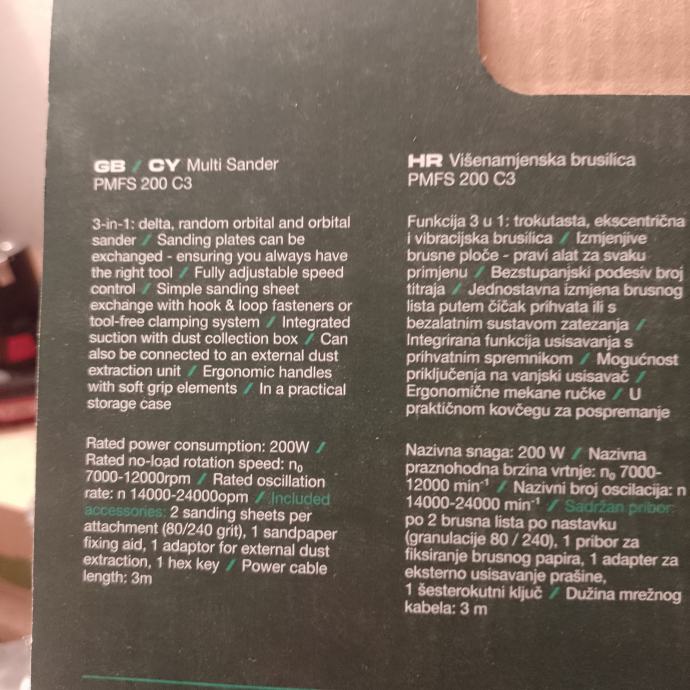 GB / CY Multi Sander
PMFS 200 C3
3-in-1: delta, random orbital and orbital
sander / Sanding plates can be
exchanged - ensuring you always have
the right tool / Fully adjustable speed
control / Simple sanding sheet
exchange with hook & loop fasteners or
tool-free clamping system / Integrated
suction with dust collection box / Can
also be connected to an external dust
extraction unit / Ergonomic handles
with soft grip elements / In a practical
storage case
Rated power consumption: 200W /
Rated no-load rotation speed: n₀
7000-12000rpm / Rated oscillation
rate: n 14000-24000opm / Included
accessories: 2 sanding sheets per
attachment (80/240 grit), 1 sandpaper
fixing aid, 1 adaptor for external dust
extraction, 1 hex key / Power cable
length: 3m
HR Višenamjenska brusilica
PMFS 200 C3
Funkcija 3 u 1: trokutasta, ekscentrična
i vibracijska brusilica / Izmjenjive
brusne ploče - pravi alat za svaku
primjenu / Bezstupanjski podesiv broj
titraja / Jednostavna izmjena brusnog
lista putem čičak prihvata ili s
bezalatnim sustavom zatezanja /
Integrirana funkcija usisavanja s
prihvatnim spremnikom / Mogućnost
priključenja na vanjski usisavač /
Ergonomične mekane ručke / U
praktičnom kovčegu za pospremanje
Nazivna snaga: 200 W / Nazivna
praznohodna brzina vrtnje: n₀ 7000-
12000 min⁻¹ / Nazivni broj oscilacija: n
14000-24000 min⁻¹ / Sadržan pribor:
po 2 brusna lista po nastavku
(granulacije 80 / 240), 1 pribor za
fiksiranje brusnog papira, 1 adapter za
eksterno usisavanje prašine,
1 šesterokutni ključ / Dužina mrežnog
kabela: 3 m